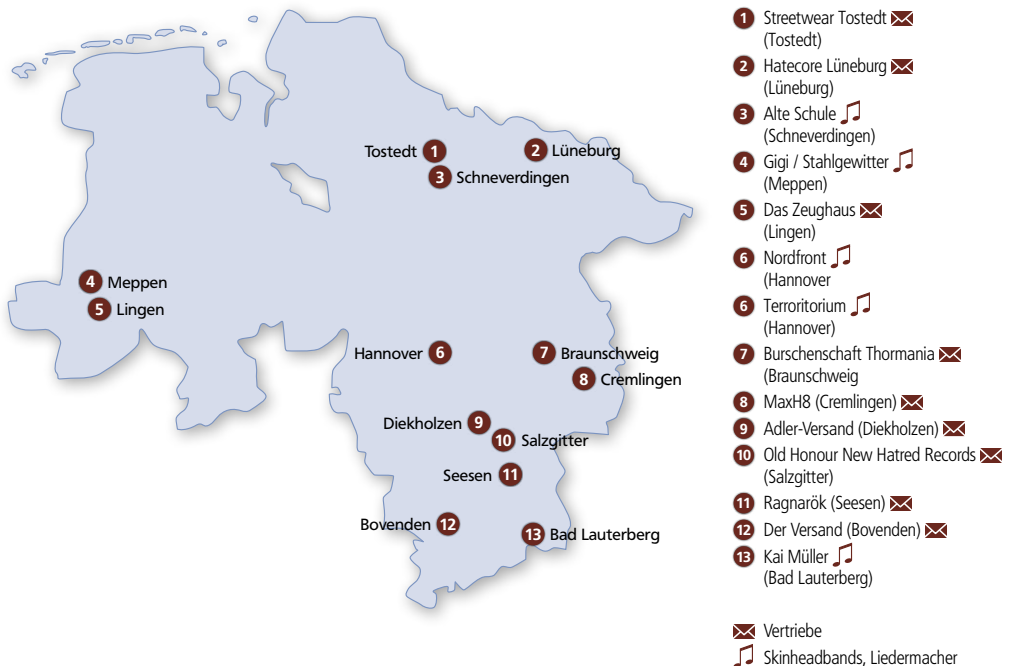 Tostedt 1
2 Lüneburg
3 Schneverdingen
4 Meppen
5 Lingen
Hannover 6
7 Braunschweig
8 Cremlingen
Diekholzen 9
10 Salzgitter
Seesen 11
Bovenden 12
13 Bad Lauterberg
1 Streetwear Tostedt
(Tostedt)
2 Hatecore Lüneburg
(Lüneburg)
3 Alte Schule
(Schneverdingen)
4 Gigi / Stahlgewitter
(Meppen)
5 Das Zeughaus
(Lingen)
6 Nordfront
(Hannover
6 Terroritorium
(Hannover)
7 Burschenschaft Thormania
(Braunschweig
8 MaxH8 (Cremlingen)
9 Adler-Versand (Diekholzen)
10 Old Honour New Hatred Records
(Salzgitter)
11 Ragnarök (Seesen)
12 Der Versand (Bovenden)
13 Kai Müller
(Bad Lauterberg)
Vertriebe
Skinheadbands, Liedermacher